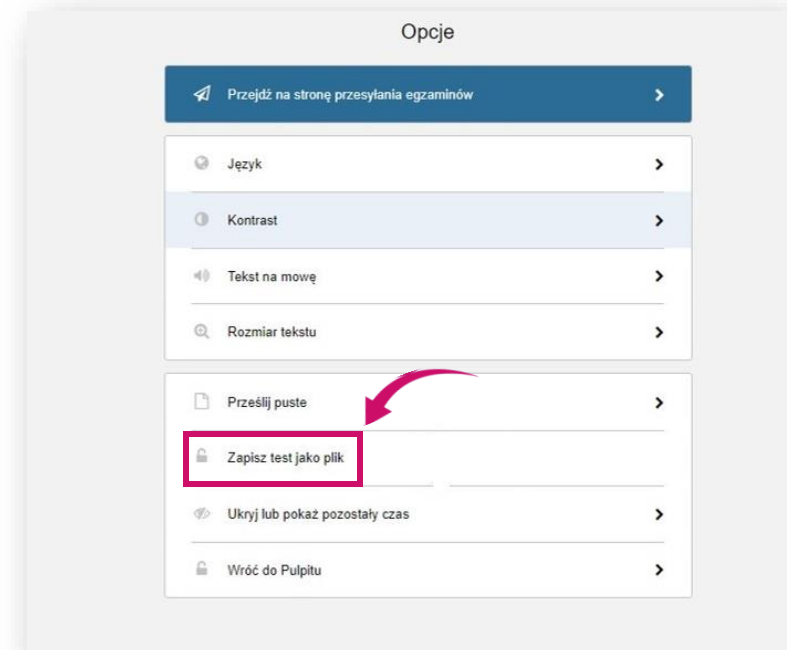 Opcje
Przejdź na stronę przesyłania egzaminów
Język
Kontrast
Tekst na mowę
Rozmiar tekstu
Prześlij puste
Zapisz test jako plik
Ukryj lub pokaż pozostały czas
Wróć do Pulpitu